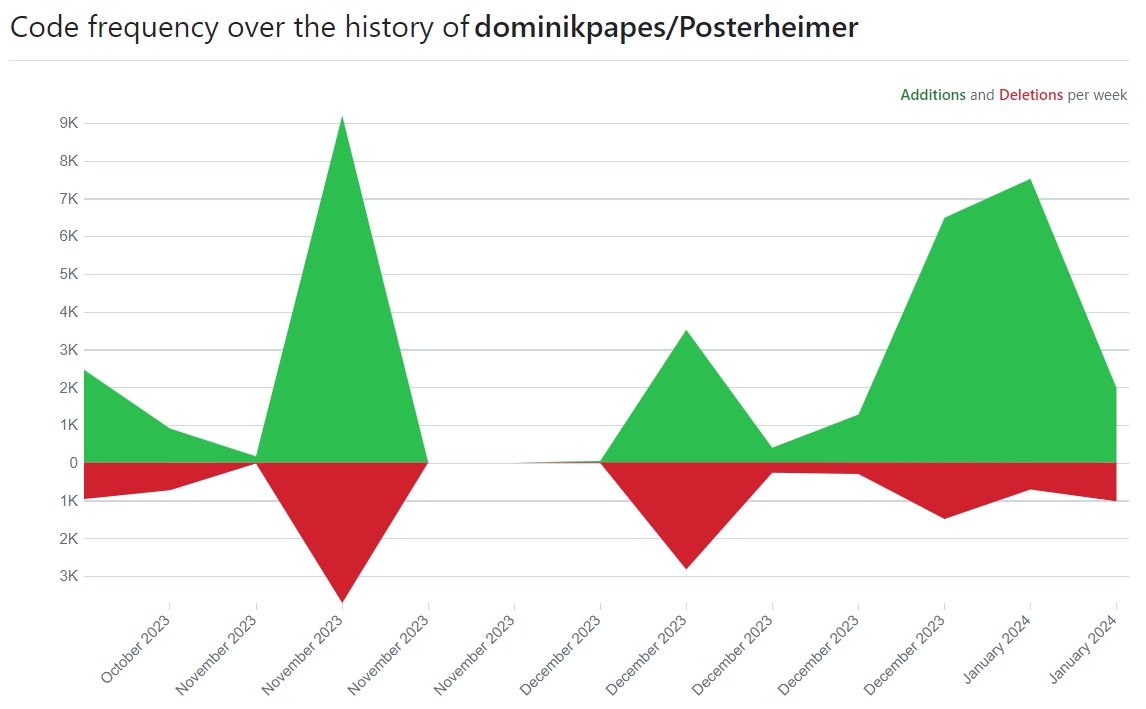 Code frequency over the history of dominikpapes/Posterheimer
Additions and Deletions per week
9K
8K
7K
6K
5K
4K
3K
2K
1K
0
1K
2K
3K
October 2023
November 2023
November 2023
November 2023
November 2023
December 2023
December 2023
December 2023
December 2023
December 2023
January 2024
January 2024